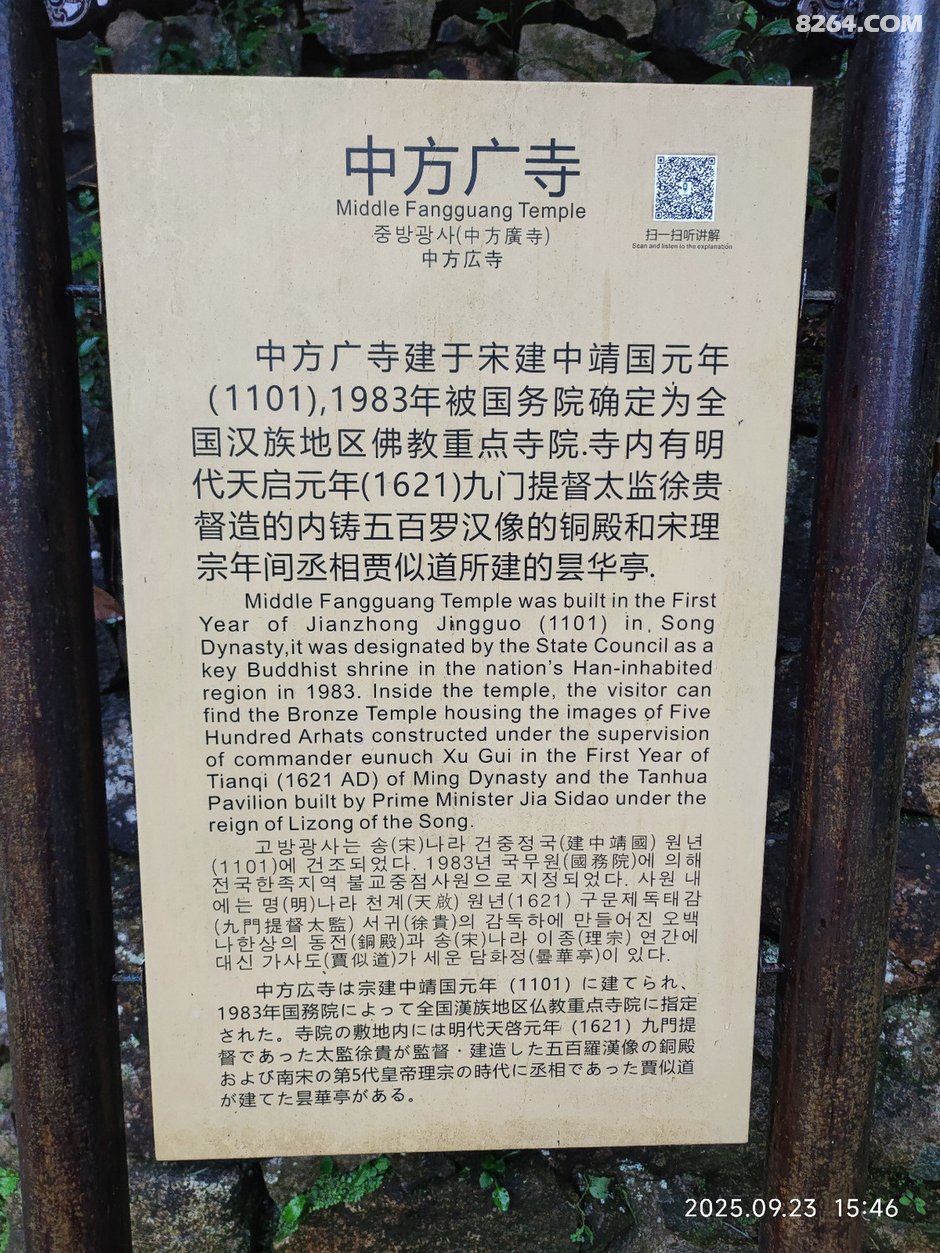 8264.COM
中方广寺
Middle Fangguang Temple
중방광사(中方廣寺)
中方広寺
扫一扫听讲解
Scan and listen to the explanation
中方广寺建于宋建中靖国元年
(1101),1983年被国务院确定为全
国汉族地区佛教重点寺院.寺内有明
代天启元年(1621)九门提督太监徐贵
督造的内铸五百罗汉像的铜殿和宋理
宗年间丞相贾似道所建的昙华亭.
Middle Fangguang Temple was built in the First
Year of Jianzhong Jingguo (1101) in Song
Dynasty,it was designated by the State Council as a
key Buddhist shrine in the nation's Han-inhabited
region in 1983. Inside the temple, the visitor can
find the Bronze Temple housing the images of Five
Hundred Arhats constructed under the supervision
of commander eunuch Xu Gui in the First Year of
Tianqi (1621 AD) of Ming Dynasty and the Tanhua
Pavilion built by Prime Minister Jia Sidao under the
reign of Lizong of the Song.
고방광사는 송(宋)나라 건중정국(建中靖國) 원년
(1101)에 건조되었다. 1983년 국무원(國務院)에 의해
전국한족지역 불교중점사원으로 지정되었다. 사원 내
에는 명(明)나라 천계(天啟) 원년(1621) 구문제독태감
(九門提督太監) 서귀(徐貴)의 감독하에 만들어진 오백
나한상의 동전(銅殿)과 송(宋)나라 이종(理宗) 연간에
대신 가사도(賈似道)가 세운 담화정(曇華亭)이 있다.
中方広寺は宗建中靖国元年（1101）に建てられ、
1983年国務院によって全国漢族地区仏教重点寺院に指定
された。寺院の敷地内には明代天啓元年（1621）九門提
督であった太監徐貴が監督・建造した五百羅漢像の銅殿
および南宋の第5代皇帝理宗の時代に丞相であった賈似道
が建てた曇華亭がある。
2025.09.23 15:46